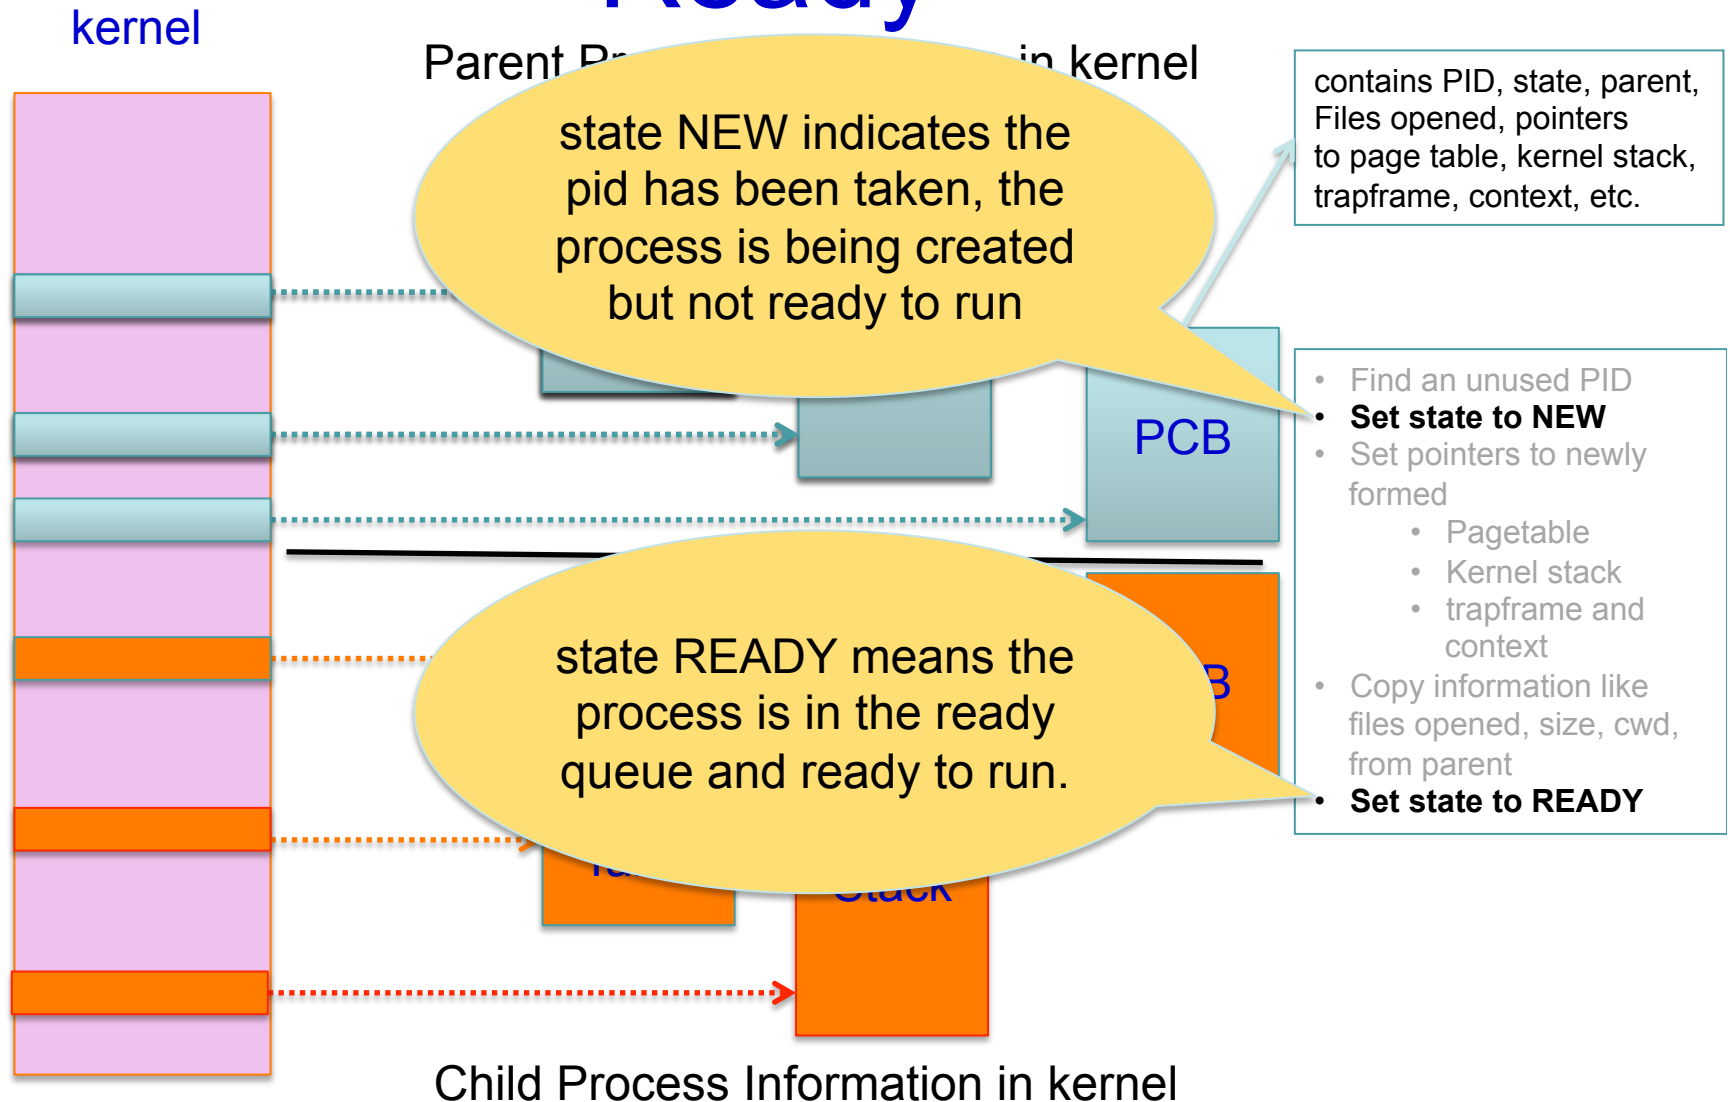 Ready
kernel
Parent in kernel
contains PID, state, parent,
Files opened, pointers
to page table, kernel stack,
trapframe, context, etc.
state NEW indicates the
pid has been taken, the
process is being created
but not ready to run
PCB
• Find an unused PID
• Set state to NEW
• Set pointers to newly
formed
• Pagetable
• Kernel stack
• trapframe and
context
• Copy information like
files opened, size, cwd,
from parent
• Set state to READY
state READY means the
process is in the ready
queue and ready to run.
Stack
Child Process Information in kernel